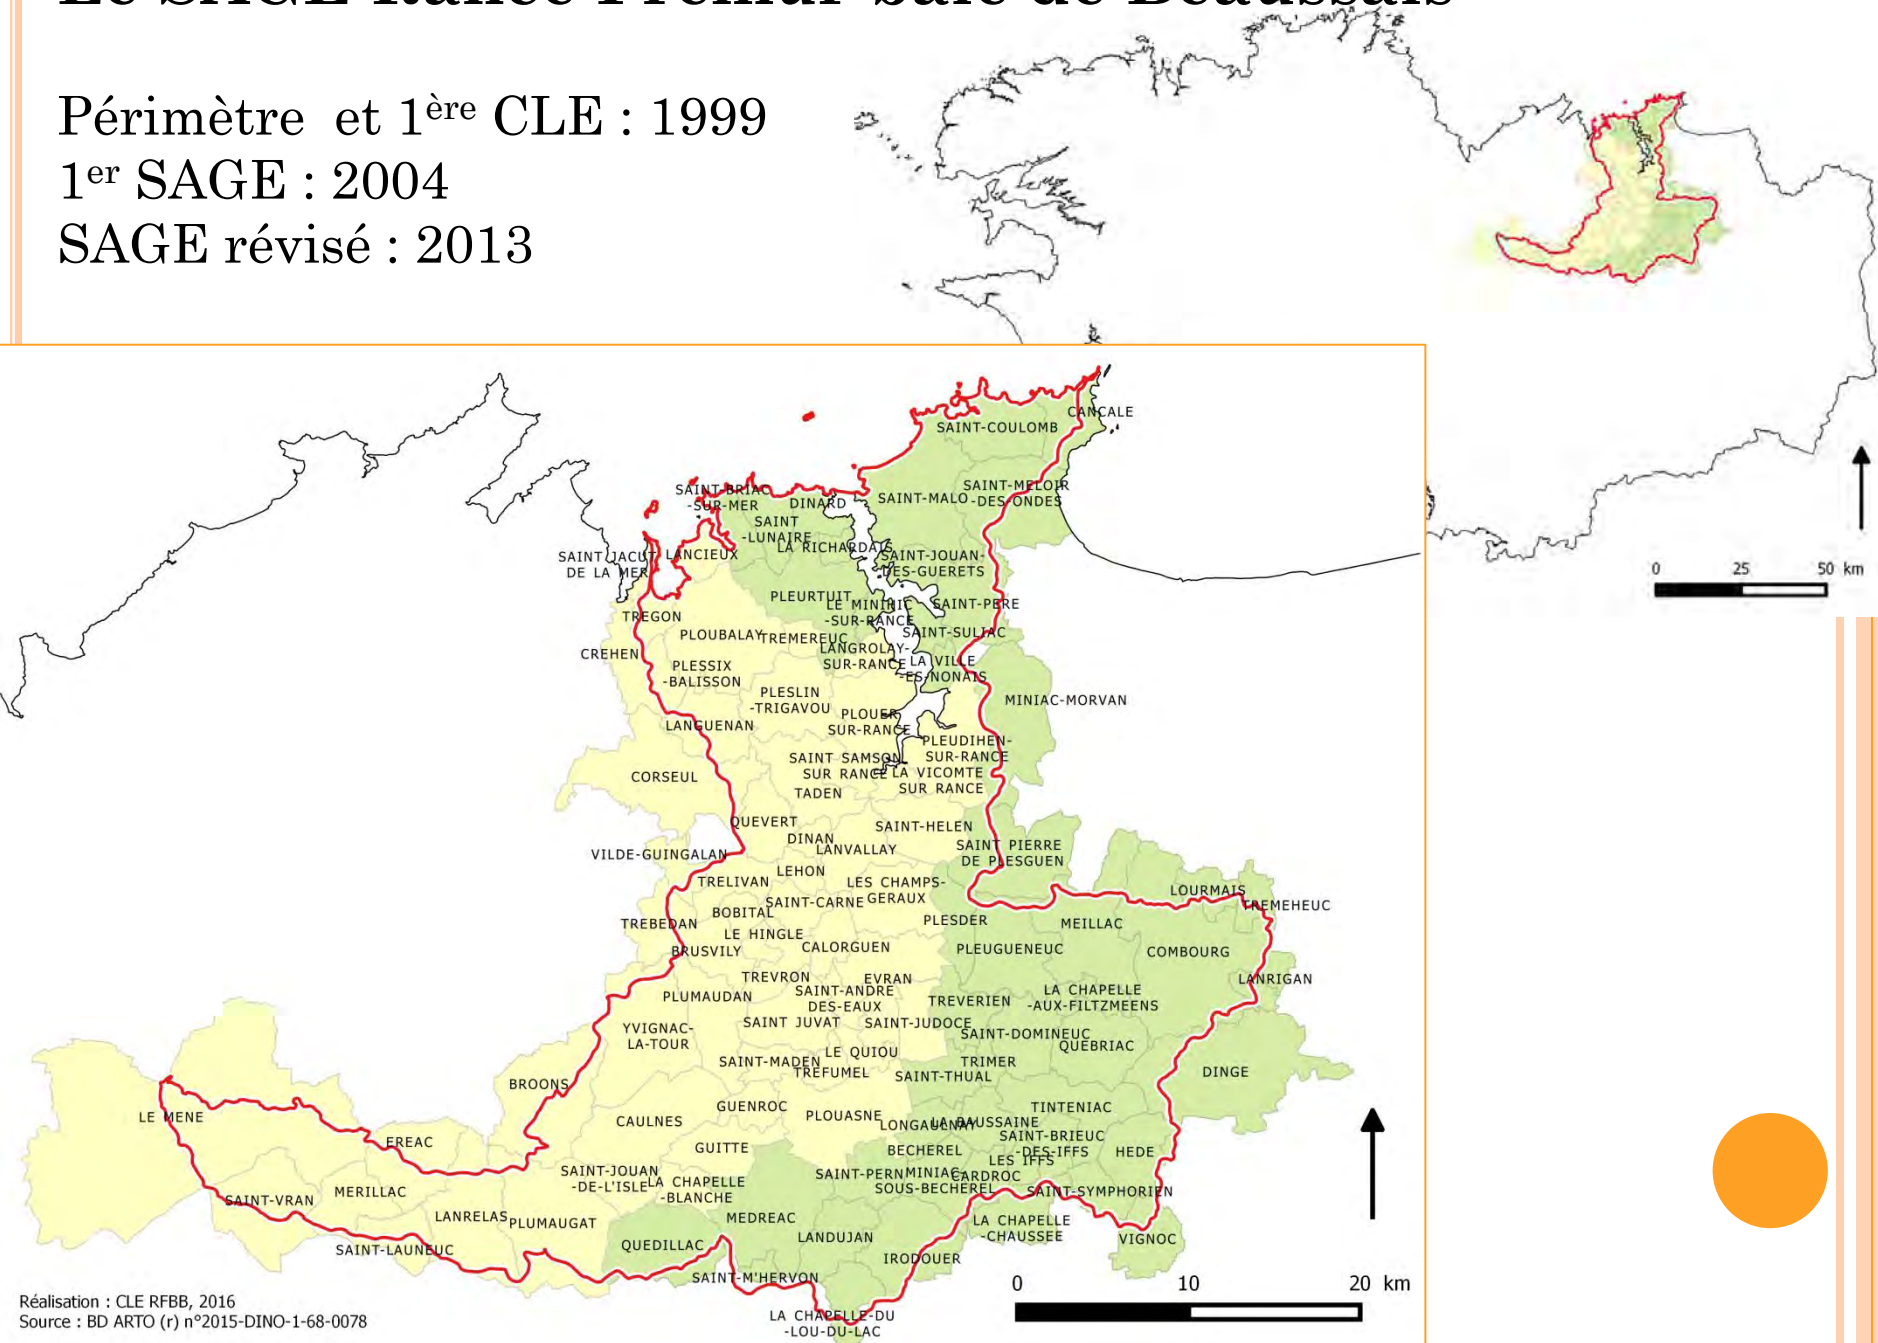 Le SAGE Rance Frémur baie de Beaussais
Périmètre et 1ère CLE : 1999
1er SAGE : 2004
SAGE révisé : 2013
0 25 50 km
CANCALE
SAINT-COULOMB
SAINT-BRIAC
-SUR-MER
DINARD
SAINT-MALO
SAINT-MELOIR
-DES-ONDES
SAINT
-LUNAIRE
LA RICHARDAIS
SAINT JACUT
DE LA MER
LANCIEUX
SAINT-JOUAN-
DES-GUERETS
PLEURTUIT
LE MINIHIC
-SUR-RANCE
SAINT-PERE
TREGON
PLOUBALAY
TREMEREUC
SAINT-SULIAC
CREHEN
LANGROLAY-
SUR-RANCE
LA VILLE
-ES-NONAIS
PLESSIX
-BALISSON
PLESLIN
-TRIGAVOU
MINIAC-MORVAN
LANGUENAN
PLOUER
SUR-RANCE
PLEUDIHEN-
SUR-RANCE
CORSEUL
SAINT SAMSON
SUR RANCE
LA VICOMTE
SUR RANCE
TADEN
QUEVERT
SAINT-HELEN
DINAN
LANVALLAY
SAINT PIERRE
DE PLESGUEN
VILDE-GUINGALAN
LEHON
TRELIVAN
LES CHAMPS-
GERAUX
LOURMAIS
SAINT-CARNE
TREMEHEUC
BOBITAL
TREBEDAN
PLESDER
MEILLAC
LE HINGLE
BRUSVILY
CALORGUEN
PLEUGUENEUC
COMBOURG
TREVRON
EVRAN
LANRIGAN
PLUMAUDAN
SAINT-ANDRE
DES-EAUX
TREVERIEN
LA CHAPELLE
-AUX-FILTZMEENS
YVIGNAC-
LA-TOUR
SAINT JUVAT
SAINT-JUDOCE
SAINT-DOMINEUC
QUEBRIAC
SAINT-MADEN
LE QUIOU
TRIMER
TREFUMEL
SAINT-THUAL
DINGE
BROONS
LE MENE
GUENROC
PLOUASNE
TINTENIAC
CAULNES
LONGAULNAY
LA BAUSSAINE
EREAC
GUITTE
BECHEREL
SAINT-BRIEUC
-DES-IFFS
HEDE
LES IFFS
SAINT-JOUAN
-DE-L'ISLE
LA CHAPELLE
-BLANCHE
SAINT-PERN
MINIAC
SOUS-BECHEREL
CARDROC
SAINT-VRAN
MERILLAC
SAINT-SYMPHORIEN
LANRELAS
PLUMAUGAT
MEDREAC
LA CHAPELLE
-CHAUSSEE
SAINT-LAUNEUC
QUEDILLAC
LANDUJAN
VIGNOC
IRODOUER
SAINT-M'HERVON
LA CHAPELLE-DU
-LOU-DU-LAC
0 10 20 km
Réalisation : CLE RFBB, 2016
Source : BD ARTO (r) n°2015-DINO-1-68-0078